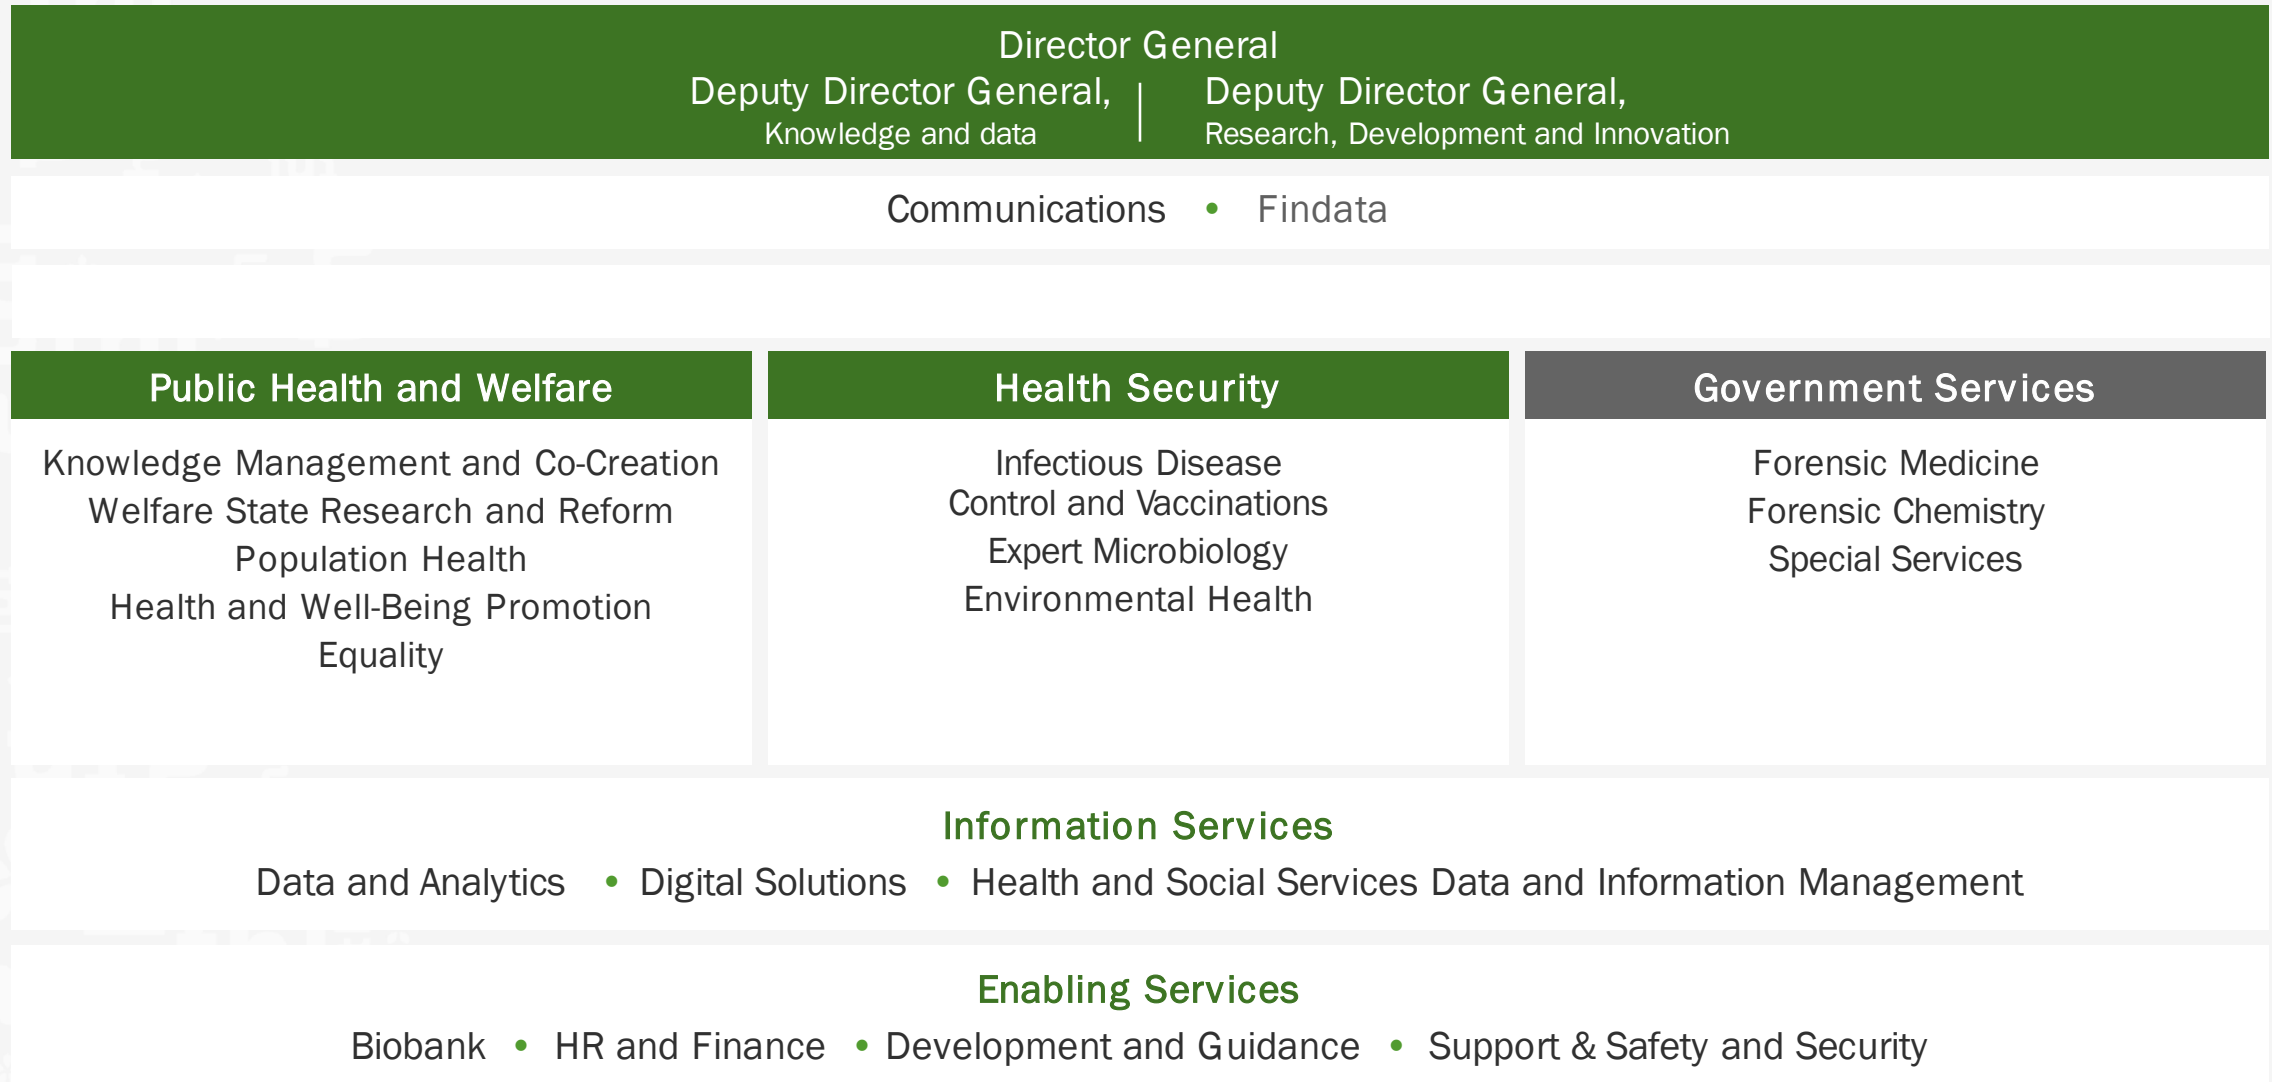 Director General
Deputy Director General, | Deputy Director General,
Knowledge and data | Research, Development and Innovation
Communications • Findata
Public Health and Welfare
Knowledge Management and Co-Creation
Welfare State Research and Reform
Population Health
Health and Well-Being Promotion
Equality
Health Security
Infectious Disease
Control and Vaccinations
Expert Microbiology
Environmental Health
Government Services
Forensic Medicine
Forensic Chemistry
Special Services
Information Services
Data and Analytics • Digital Solutions • Health and Social Services Data and Information Management
Enabling Services
Biobank • HR and Finance • Development and Guidance • Support & Safety and Security